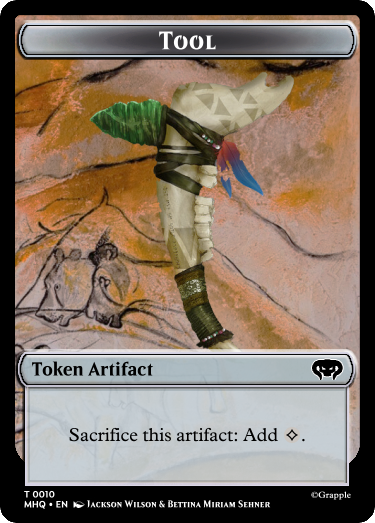 Tool
Token Artifact
Sacrifice this artifact: Add .
T 0010
MHQ • EN Jackson Wilson & Bettina Miriam Sehner
©Grapple